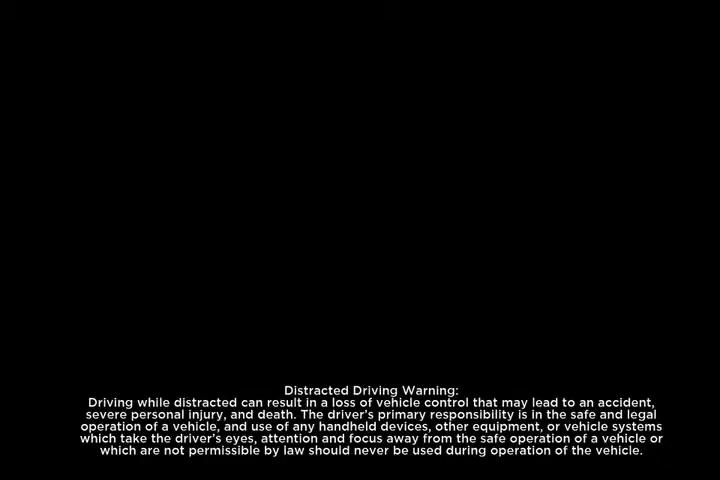 Distracted Driving Warning:
Driving while distracted can result in a loss of vehicle control that may lead to an accident,
severe personal injury, and death. The driver's primary responsibility is in the safe and legal
operation of a vehicle, and use of any handheld devices, other equipment, or vehicle systems
which take the driver's eyes, attention and focus away from the safe operation of a vehicle or
which are not permissible by law should never be used during operation of the vehicle.